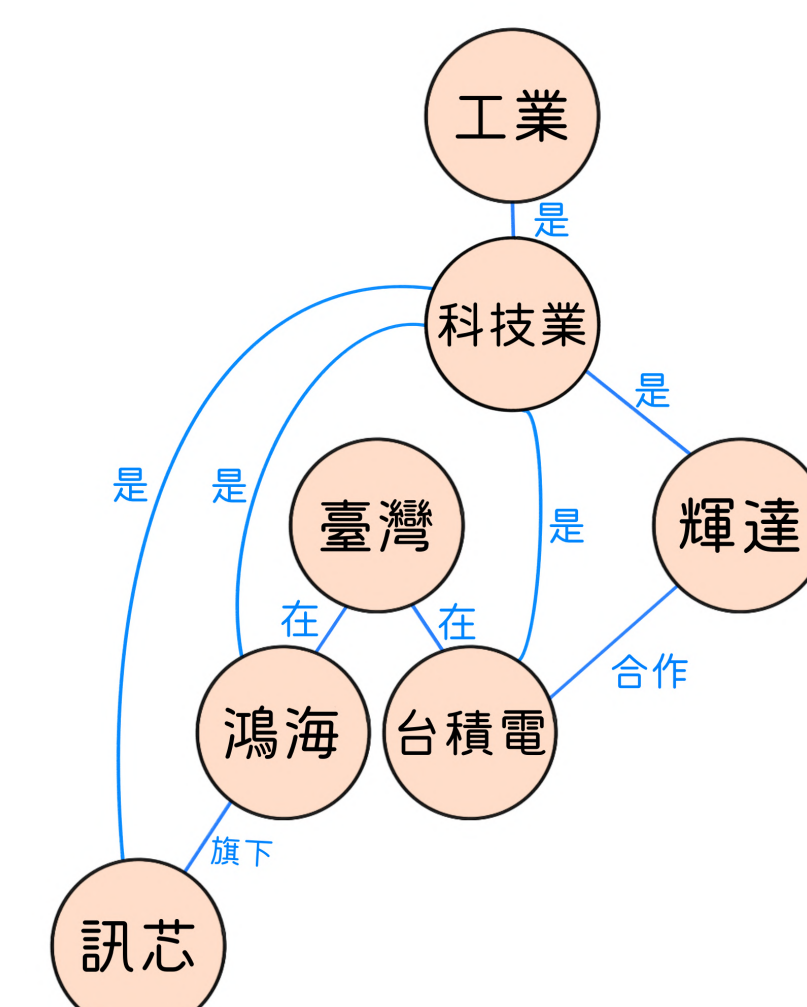 工業
是
科技業
是
是
是
臺灣
是
輝達
在
在
合作
鴻海
台積電
旗下
訊芯